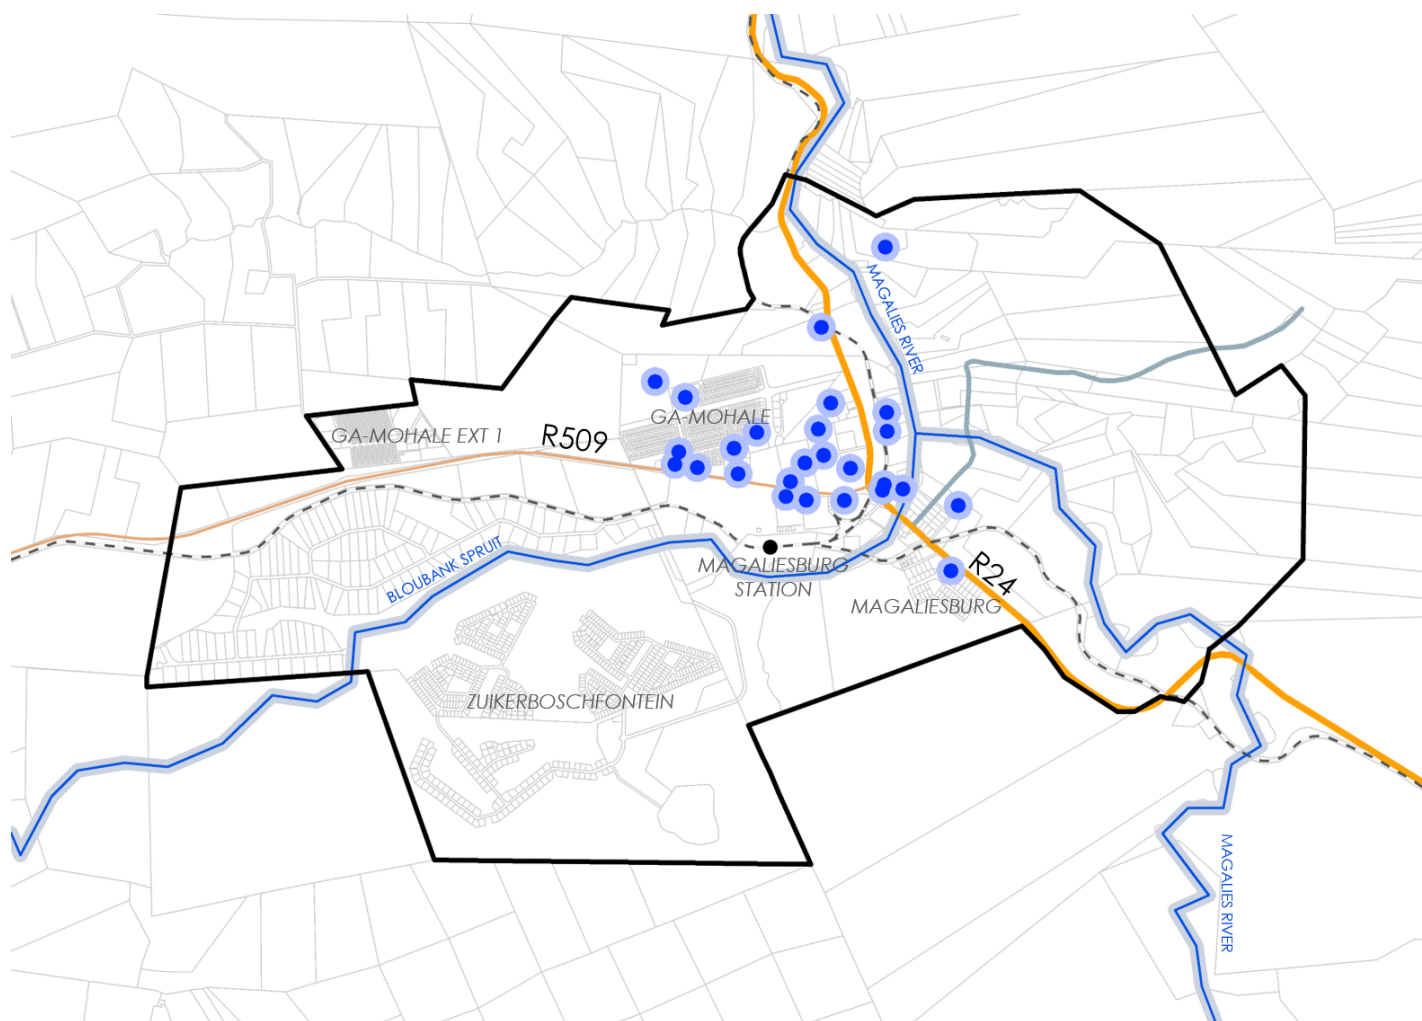 MAGALIES RIVER
GA-MOHALE
GA-MOHALE EXT 1
R509
BLOUBANK SPRUIT
MAGALIESBURG
STATION
R24
MAGALIESBURG
ZUIKERBOSCHFONTEIN
MAGALIES RIVER